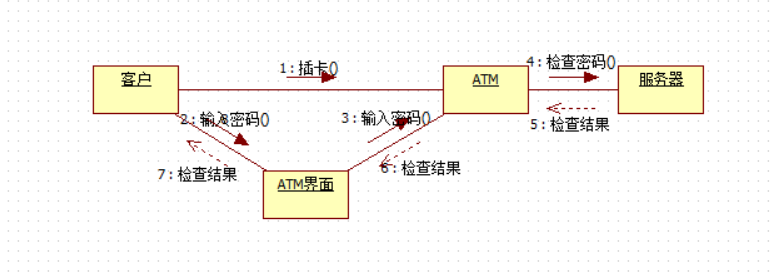 1 : 插卡()
4 : 检查密码()
客户
ATM
服务器
2 : 输入密码()
3 : 输入密码()
5 : 检查结果
7 : 检查结果
6 : 检查结果
ATM界面